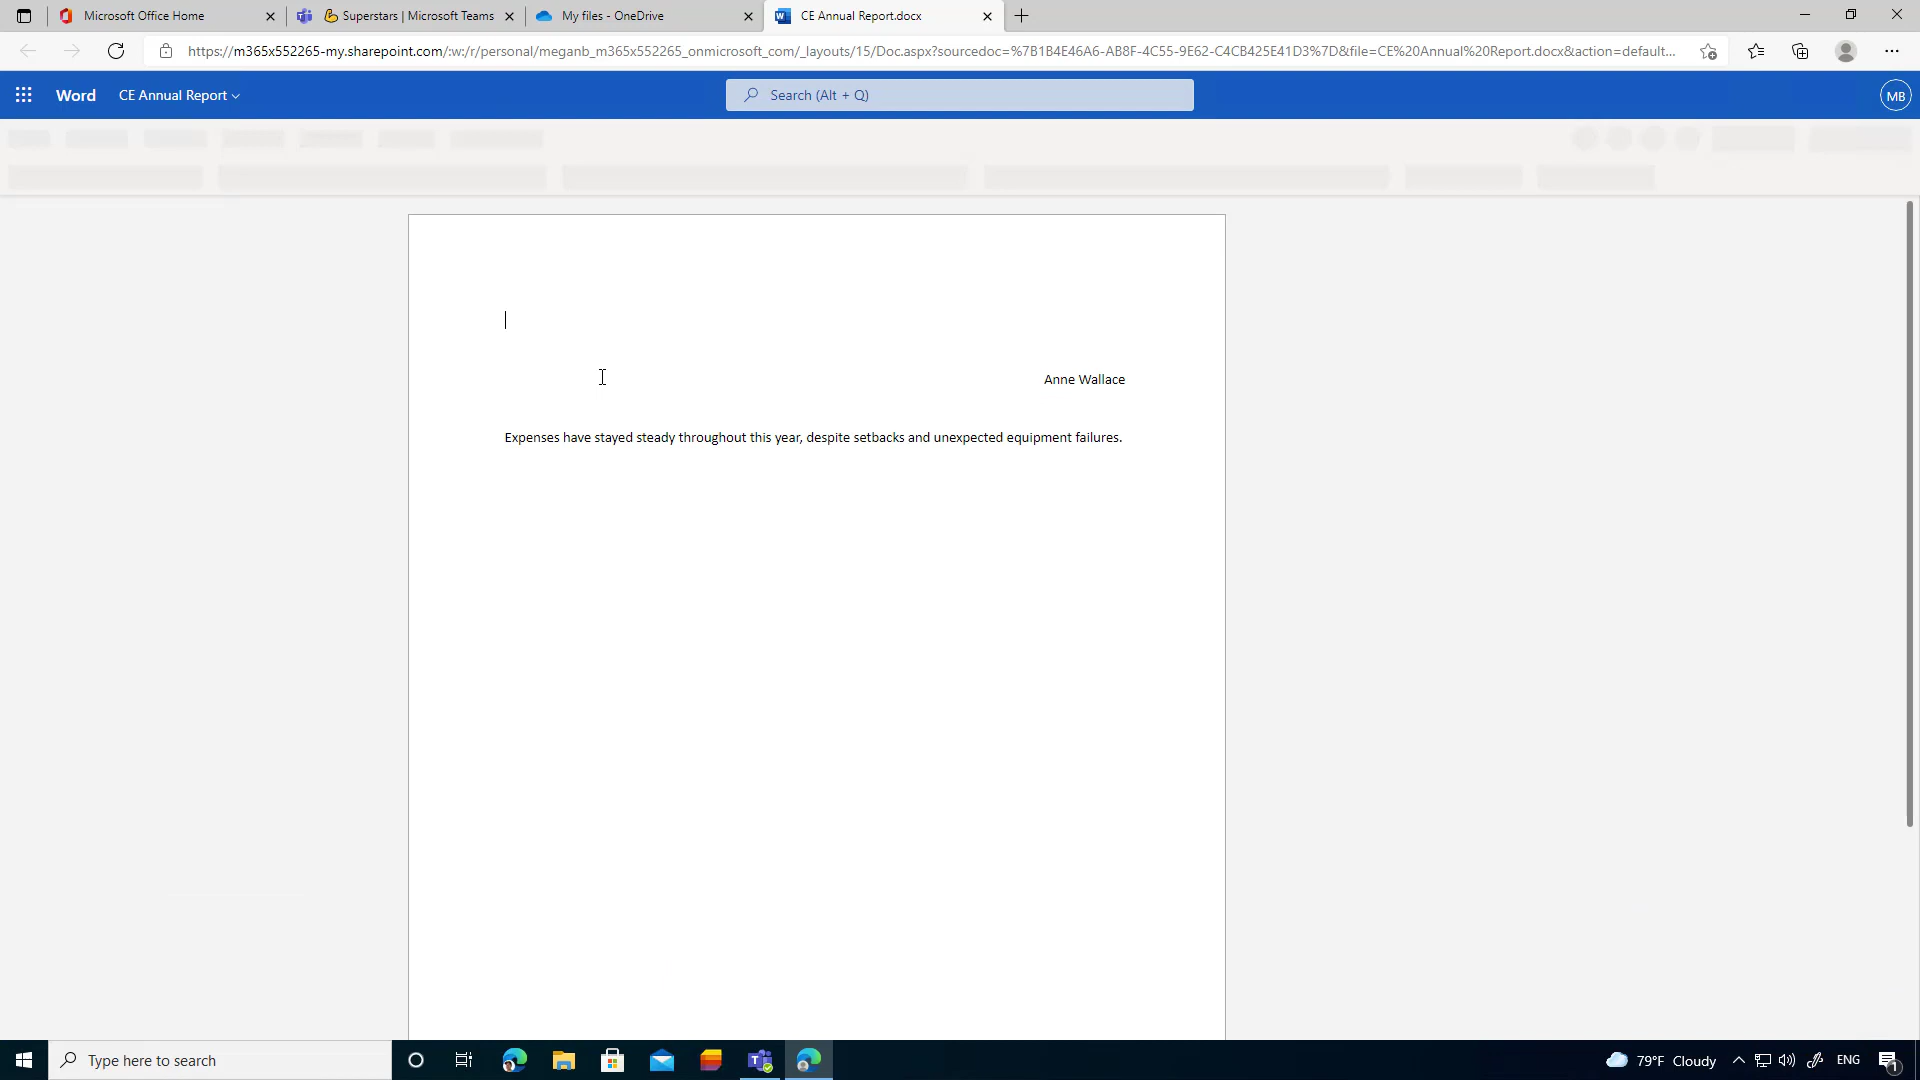 Microsoft Office Home
💪 Superstars | Microsoft Teams
My files - OneDrive
CE Annual Report.docx
https://m365x552265-my.sharepoint.com/:w:/r/personal/meganb_m365x552265_onmicrosoft_com/_layouts/15/Doc.aspx?sourcedoc=%7B1B4E46A6-AB8F-4C55-9E62-C4CB425E41D3%7D&file=CE%20Annual%20Report.docx&action=default...
Word
CE Annual Report
Search (Alt + Q)
MB
Anne Wallace
Expenses have stayed steady throughout this year, despite setbacks and unexpected equipment failures.
Type here to search
79°F Cloudy
ENG
1